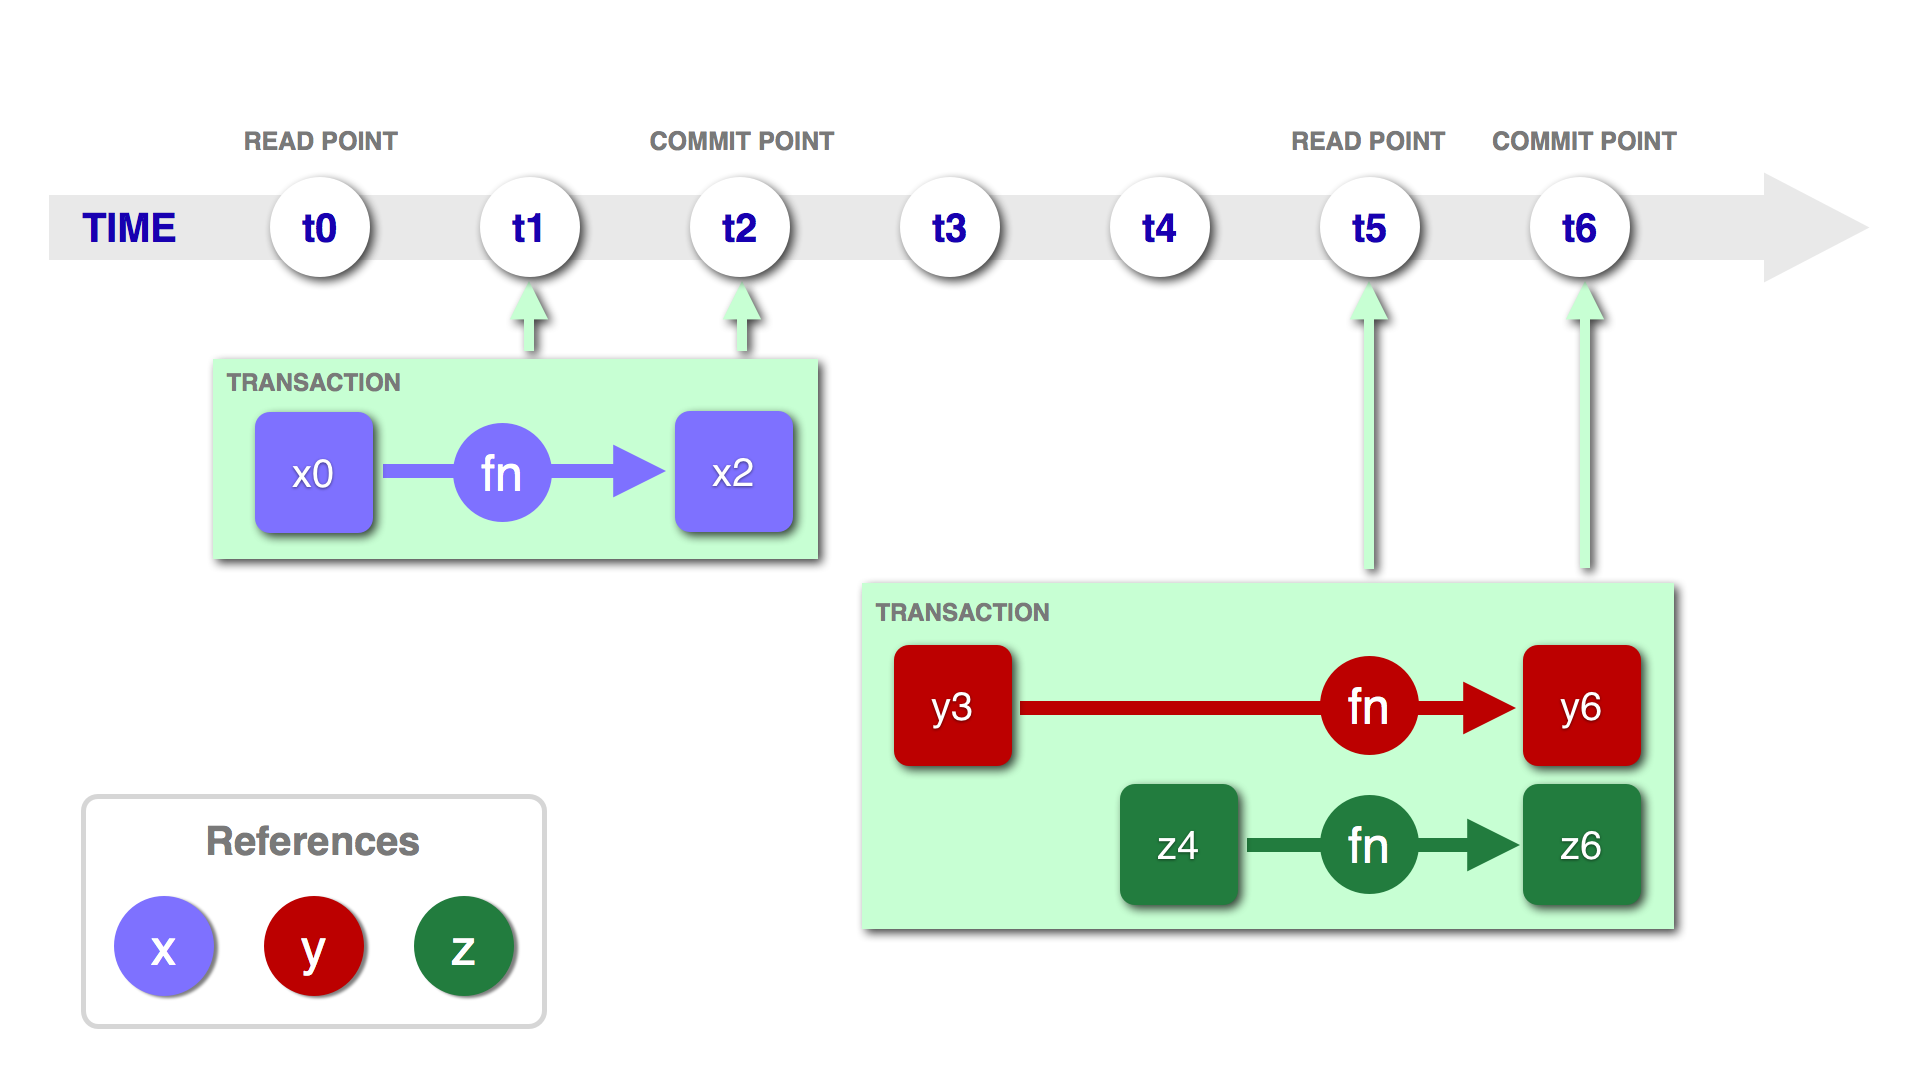 READ POINT
COMMIT POINT
READ POINT
COMMIT POINT
TIME
t0
t1
t2
t3
t4
t5
t6
TRANSACTION
x0
fn
x2
TRANSACTION
y3
fn
y6
z4
fn
z6
References
x
y
z